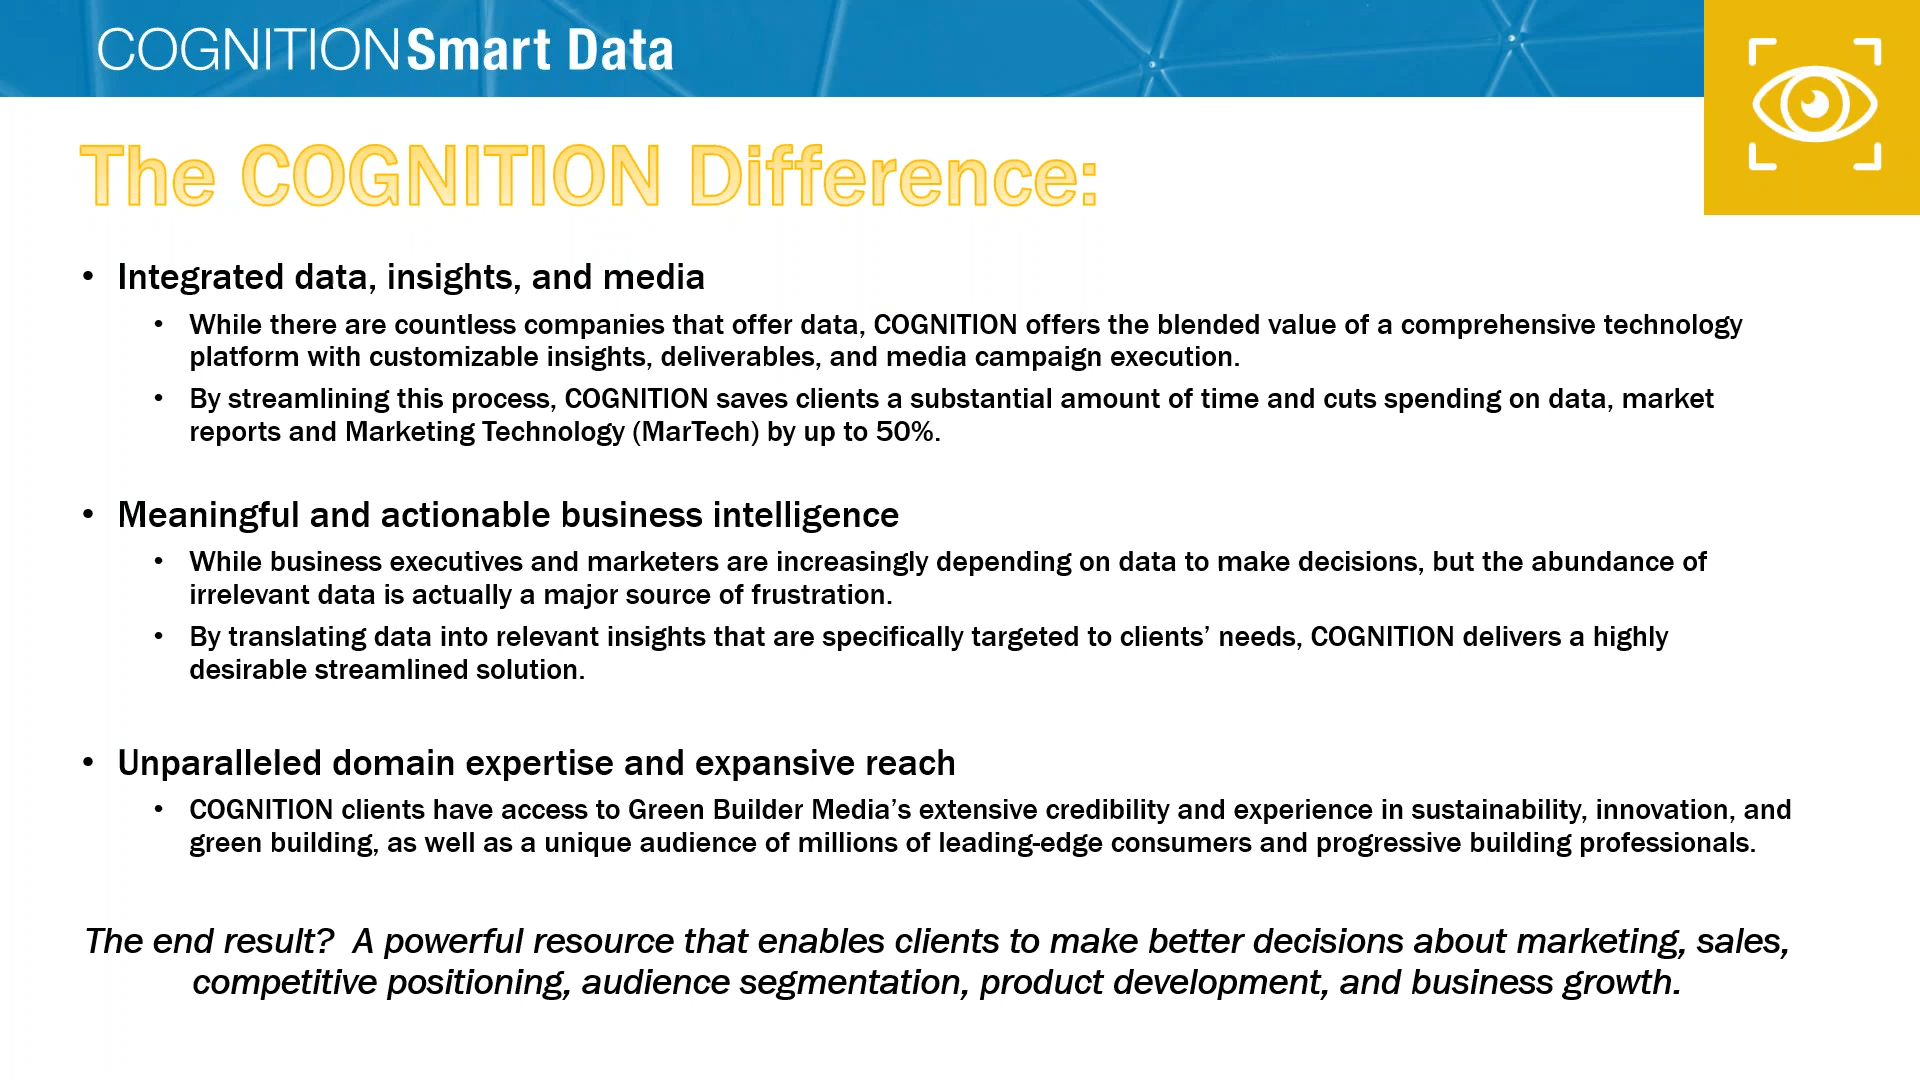 COGNITION Smart Data
The COGNITION Difference:
• Integrated data, insights, and media
• While there are countless companies that offer data, COGNITION offers the blended value of a comprehensive technology
platform with customizable insights, deliverables, and media campaign execution.
• By streamlining this process, COGNITION saves clients a substantial amount of time and cuts spending on data, market
reports and Marketing Technology (MarTech) by up to 50%.
• Meaningful and actionable business intelligence
• While business executives and marketers are increasingly depending on data to make decisions, but the abundance of
irrelevant data is actually a major source of frustration.
• By translating data into relevant insights that are specifically targeted to clients’ needs, COGNITION delivers a highly
desirable streamlined solution.
• Unparalleled domain expertise and expansive reach
• COGNITION clients have access to Green Builder Media’s extensive credibility and experience in sustainability, innovation, and
green building, as well as a unique audience of millions of leading-edge consumers and progressive building professionals.
The end result?  A powerful resource that enables clients to make better decisions about marketing, sales,
competitive positioning, audience segmentation, product development, and business growth.